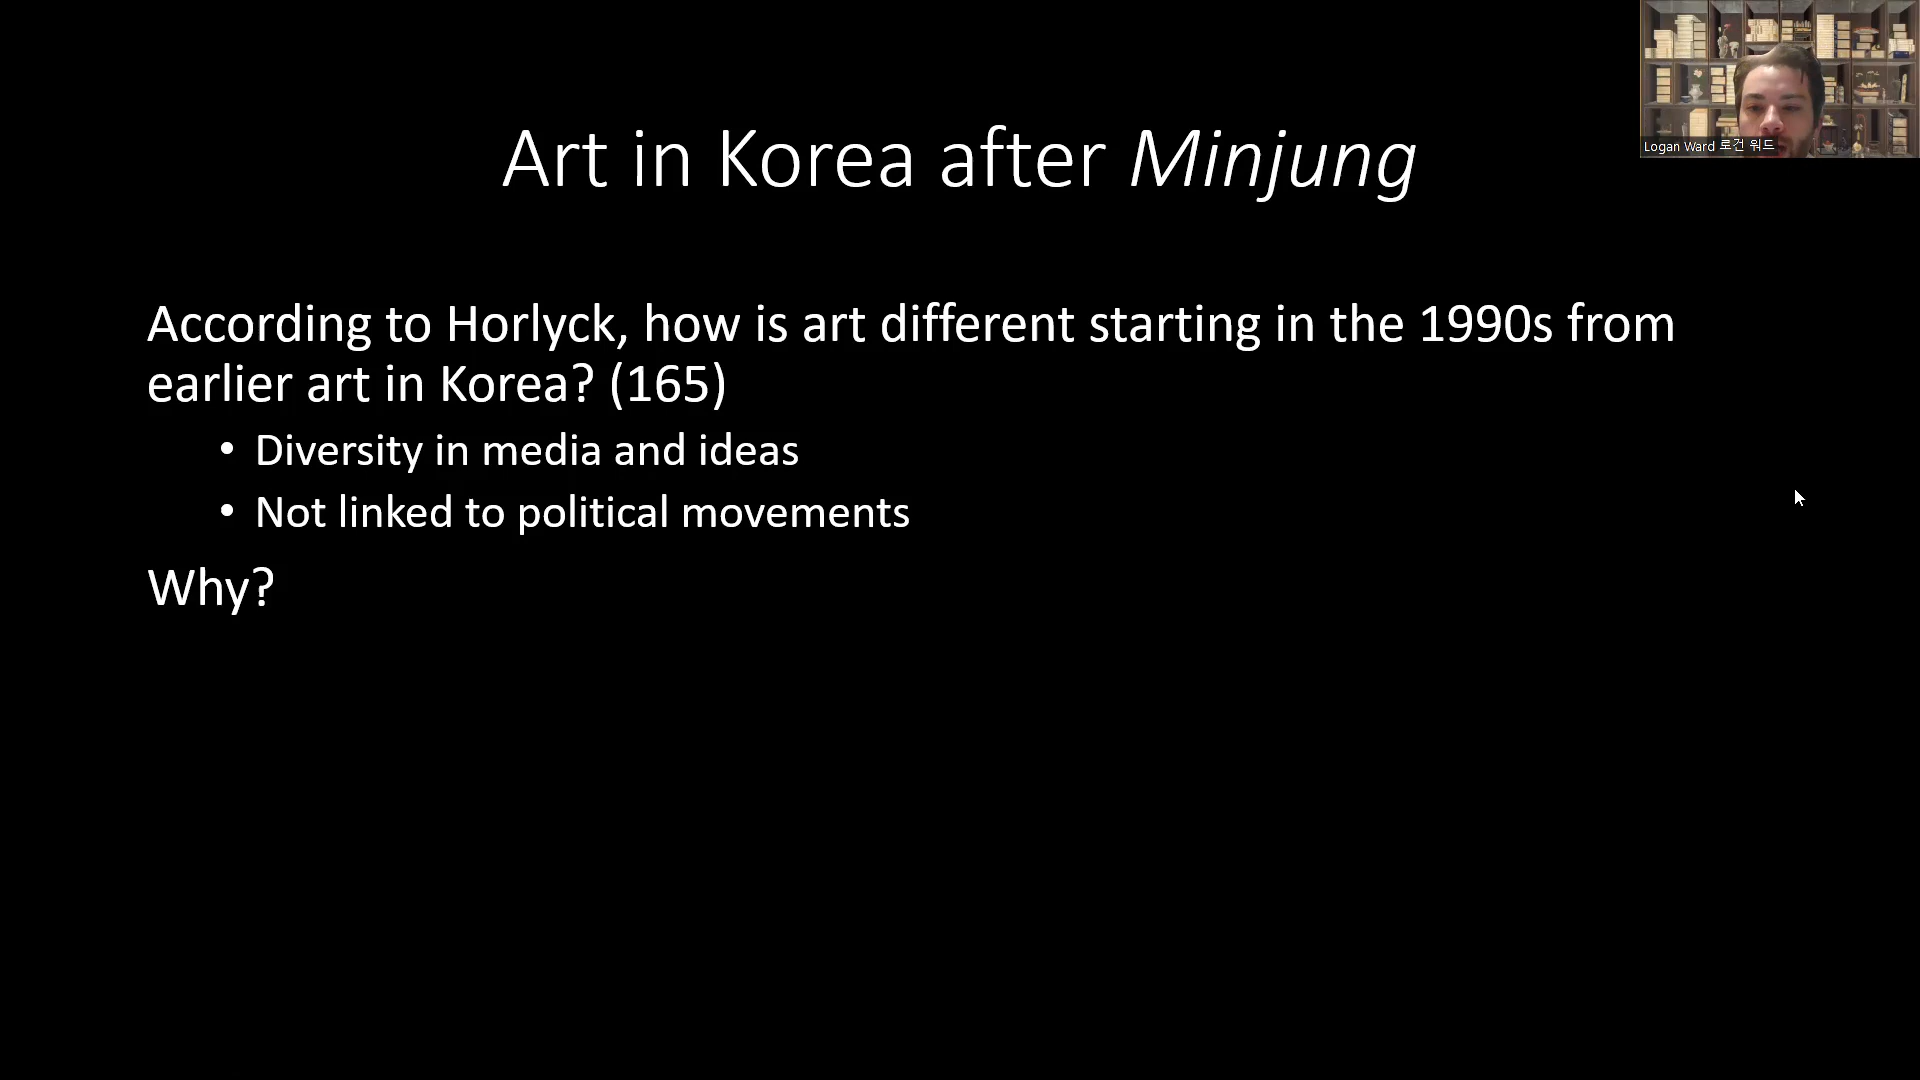 Art in Korea after Minjung
Logan Ward 로건 워드
According to Horlyck, how is art different starting in the 1990s from
earlier art in Korea? (165)
• Diversity in media and ideas
• Not linked to political movements
Why?